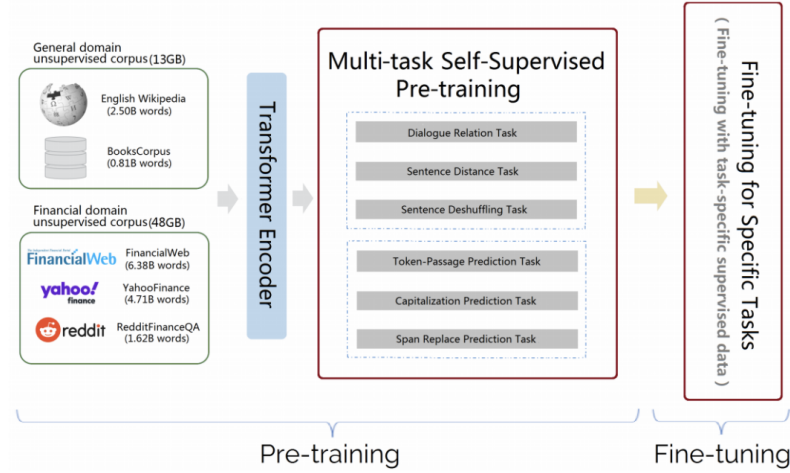 General domain
unsupervised corpus(13GB)
English Wikipedia
(2.50B words)
BooksCorpus
(0.81B words)
Financial domain
unsupervised corpus(48GB)
FinancialWeb
FinancialWeb
(6.38B words)
yahoo!
finance
YahooFinance
(4.71B words)
reddit
RedditFinanceQA
(1.62B words)
Transformer Encoder
Multi-task Self-Supervised
Pre-training
Dialogue Relation Task
Sentence Distance Task
Sentence Deshuffling Task
Token-Passage Prediction Task
Capitalization Prediction Task
Span Replace Prediction Task
Fine-tuning for Specific Tasks
( Fine-tuning with task-specific supervised data )
Pre-training
Fine-tuning